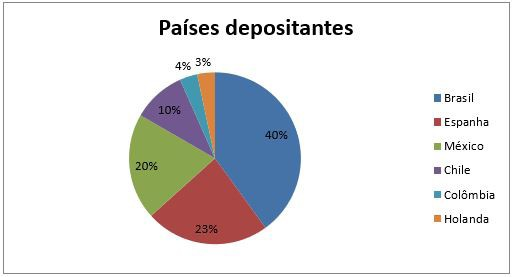 Países depositantes
4%
3%
40%
10%
20%
23%
Brasil
Espanha
México
Chile
Colômbia
Holanda